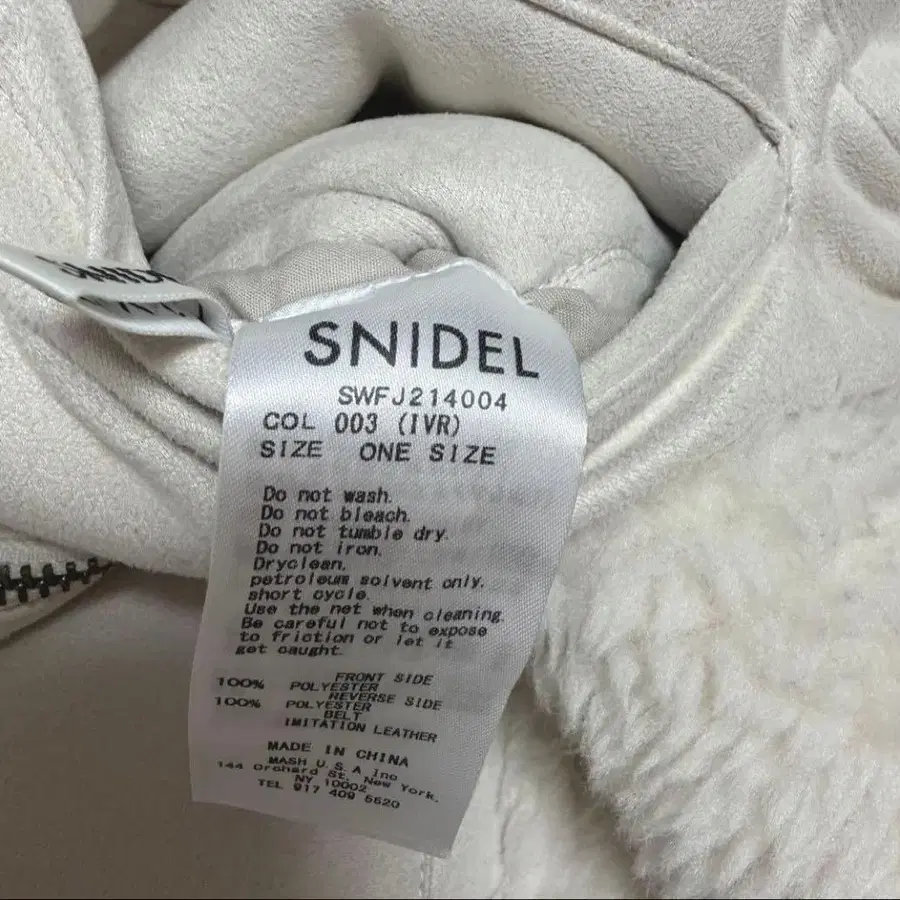 SNIDEL
SWFJ214004
COL 003 (IVR)
SIZE ONE SIZE
Do not wash.
Do not bleach.
Do not tumble dry.
Do not iron.
Dryclean.
petroleum solvent only.
short cycle.
Use the net when cleaning.
Be careful not to expose
to friction or let it
get caught.
FRONT SIDE
100% POLYESTER
REVERSE SIDE
100% POLYESTER
BELT
IMITATION LEATHER
MADE IN CHINA
MASH U.S.A Inc
144 Orchard St. New York.
NY 10002
TEL 917 409 5520